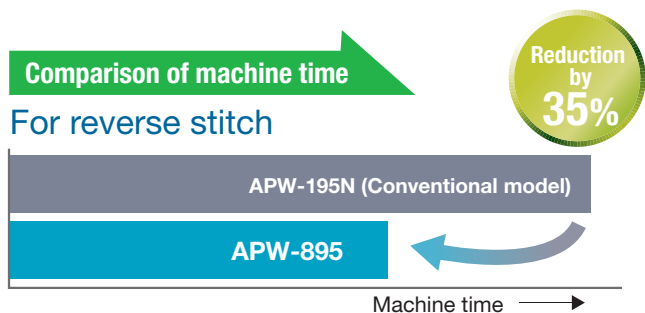 Comparison of machine time
Reduction
by
35%
For reverse stitch
APW-195N (Conventional model)
APW-895
Machine time